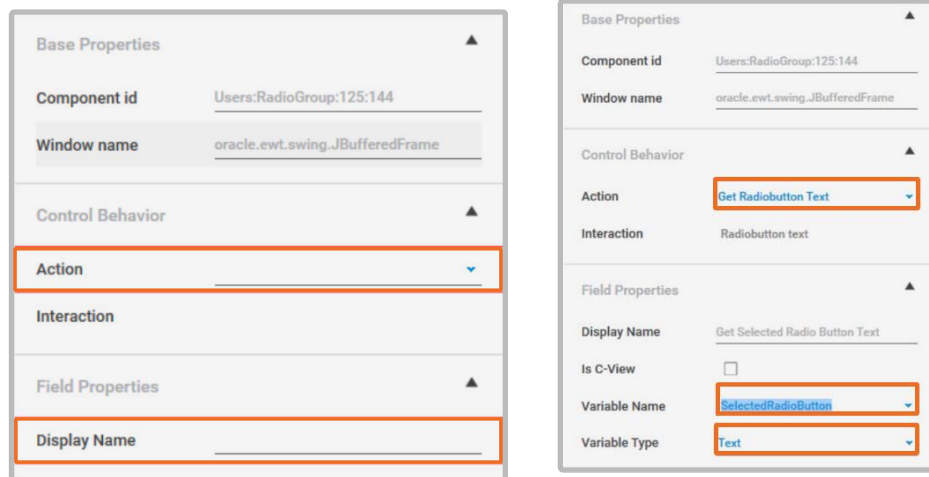 Base Properties
Component id Users:RadioGroup:125:144
Window name oracle.ewt.swing.JBufferedFrame
Control Behavior
Action
Interaction
Field Properties
Display Name
Base Properties
Component id Users:RadioGroup:125:144
Window name oracle.ewt.swing.JBufferedFrame
Control Behavior
Action Get Radiobutton Text
Interaction Radiobutton text
Field Properties
Display Name Get Selected Radio Button Text
Is C-View
Variable Name SelectedRadioButton
Variable Type Text